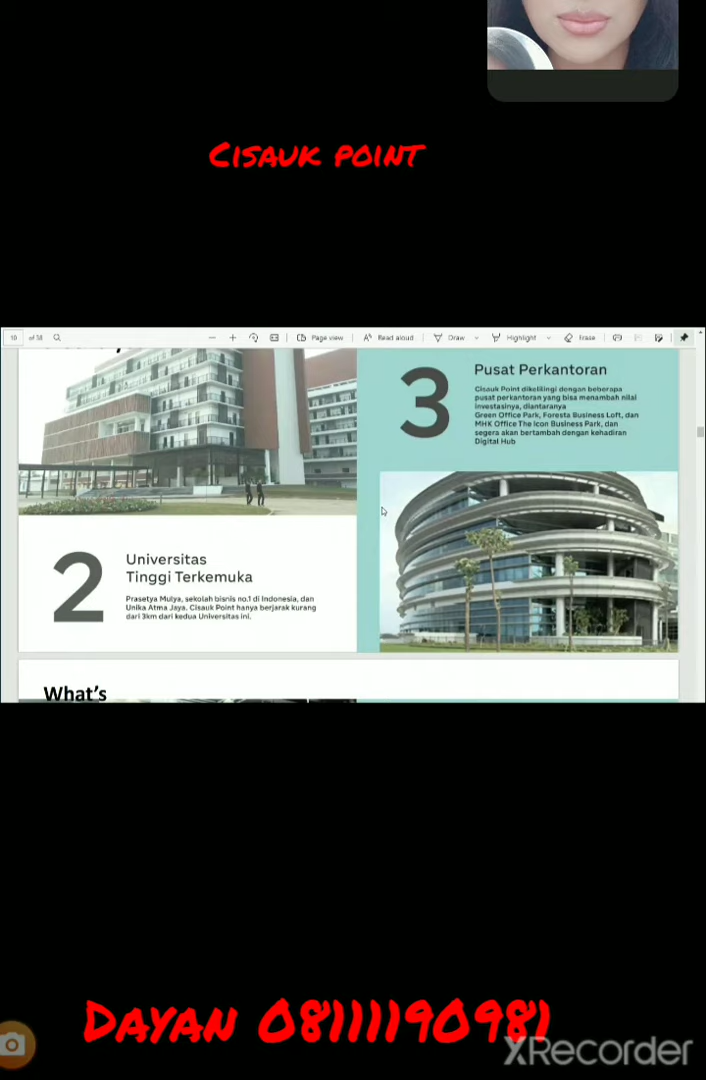 Cisauk point
10 of 38
Page view
Read aloud
Draw
Highlight
Erase
3
Pusat Perkantoran
Cisauk Point dikelilingi dengan beberapa
pusat perkantoran yang bisa menambah nilai
investasinya, diantaranya
Green Office Park, Foresta Business Loft, dan
MHK Office The Icon Business Park, dan
segera akan bertambah dengan kehadiran
Digital Hub
2
Universitas
Tinggi Terkemuka
Prasetya Mulya, sekolah bisnis no.1 di Indonesia, dan
Unika Atma Jaya. Cisauk Point hanya berjarak kurang
dari 3km dari kedua Universitas ini.
What's
Dayan 08111190981
XRecorder